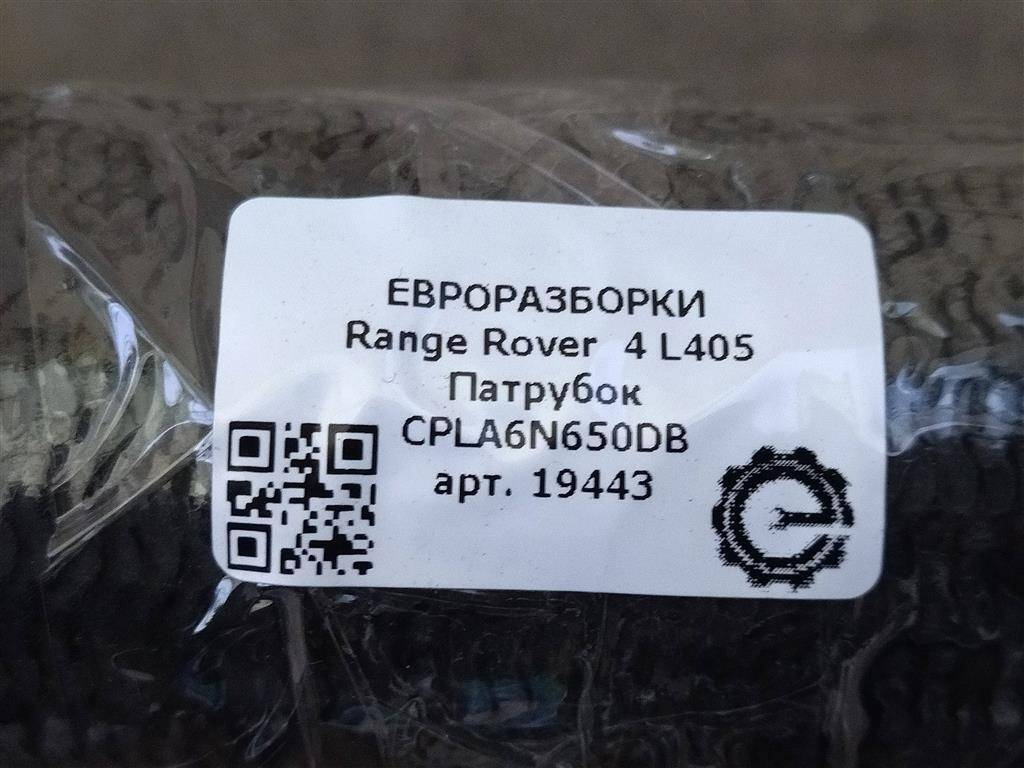 ЕВРОРАЗБОРКИ
Range Rover 4 L405
Патрубок
CPLA6N650DB
арт. 19443